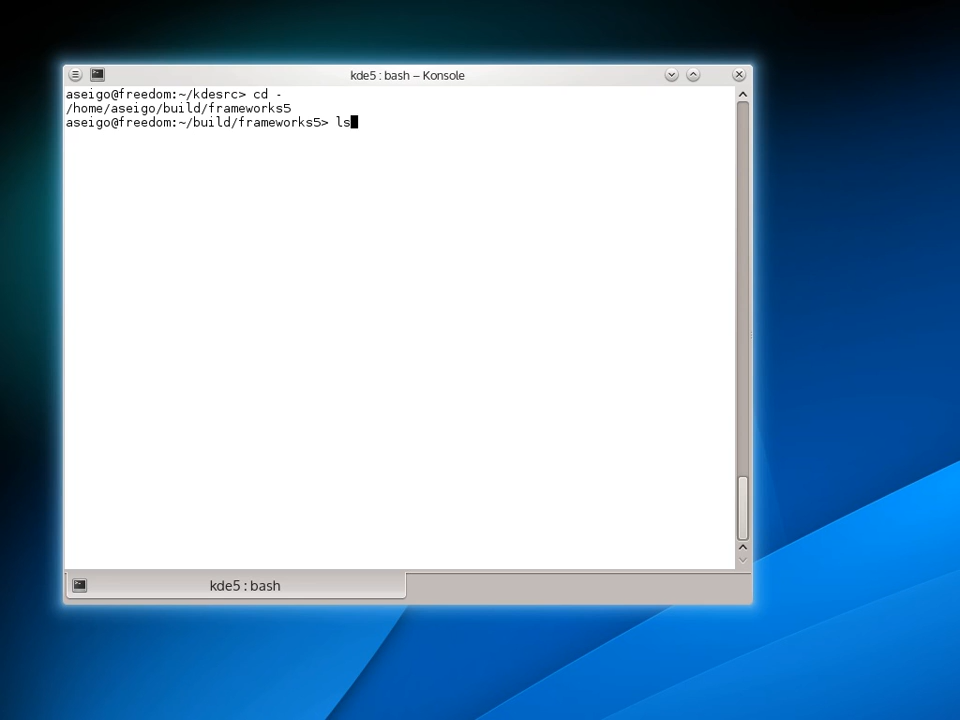 kde5 : bash – Konsole
aseigo@freedom:~/kdesrc> cd -
/home/aseigo/build/frameworks5
aseigo@freedom:~/build/frameworks5> ls
kde5 : bash